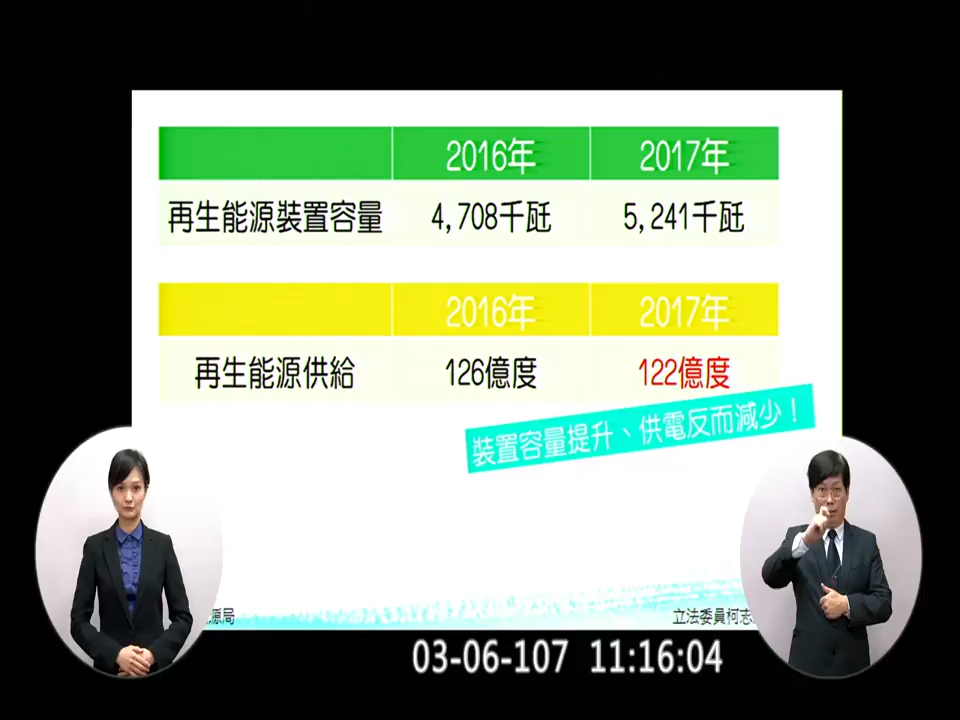 2016年 2017年
再生能源裝置容量 4,708千瓩 5,241千瓩
2016年 2017年
再生能源供給 126億度 122億度
裝置容量提升、供電反而減少！
源局 立法委員柯志
03-06-107 11:16:04